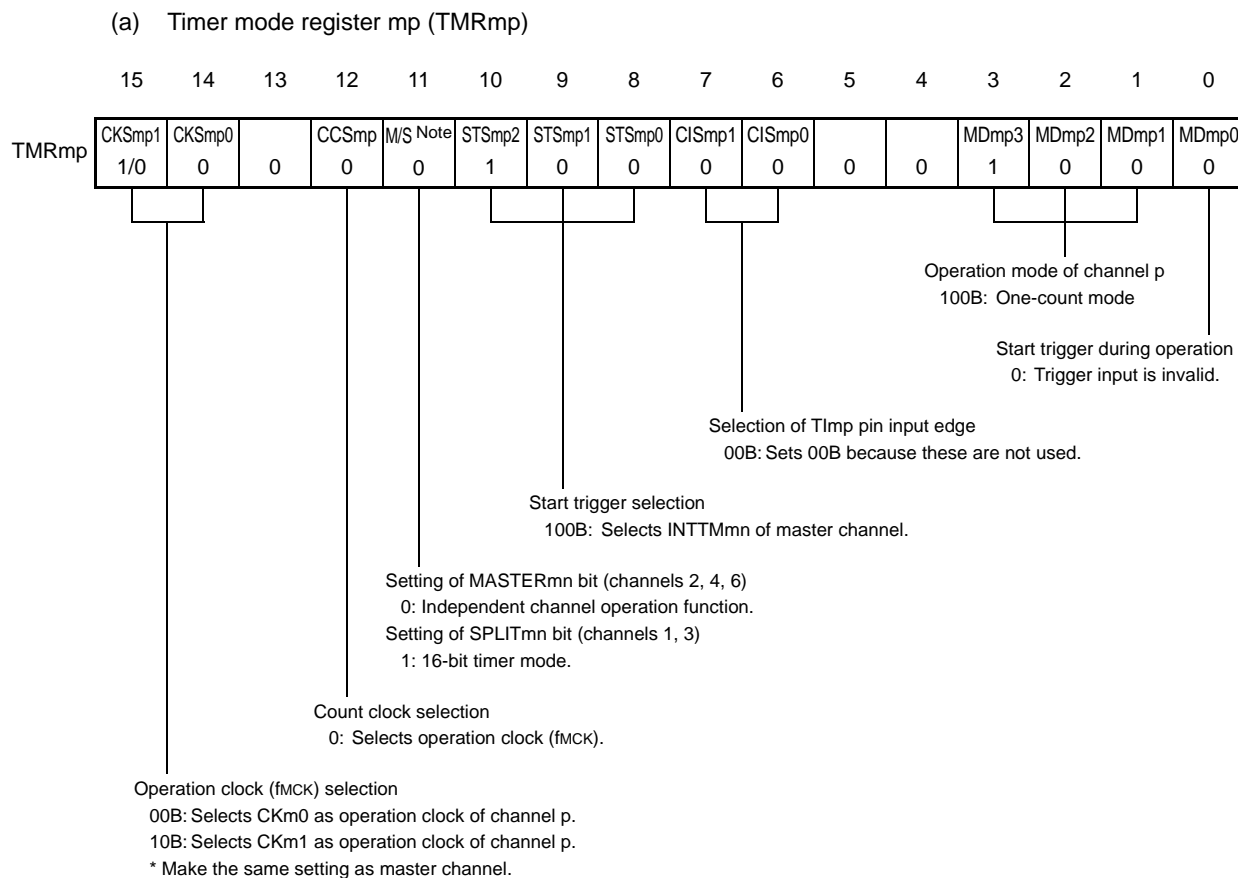 (a) Timer mode register mp (TMRmp)
15 14 13 12 11 10 9 8 7 6 5 4 3 2 1 0
TMRmp
CKSmp1 CKSmp0 CCSmp M/S Note STSmp2 STSmp1 STSmp0 CISmp1 CISmp0 MDmp3 MDmp2 MDmp1 MDmp0
1/0 0 0 0 0 1 0 0 0 0 0 0 1 0 0 0
Operation mode of channel p
100B: One-count mode
Start trigger during operation
0: Trigger input is invalid.
Selection of TImp pin input edge
00B: Sets 00B because these are not used.
Start trigger selection
100B: Selects INTTMmn of master channel.
Setting of MASTERmn bit (channels 2, 4, 6)
0: Independent channel operation function.
Setting of SPLITmn bit (channels 1, 3)
1: 16-bit timer mode.
Count clock selection
0: Selects operation clock (fMCK).
Operation clock (fMCK) selection
00B: Selects CKm0 as operation clock of channel p.
10B: Selects CKm1 as operation clock of channel p.
* Make the same setting as master channel.